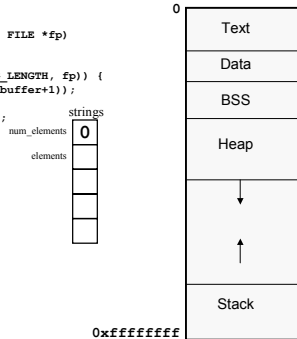 FILE *fp)
_LENGTH, fp)) {
buffer+1));
;
strings
num_elements 0
elements
0
Text
Data
BSS
Heap
Stack
0xffffffff